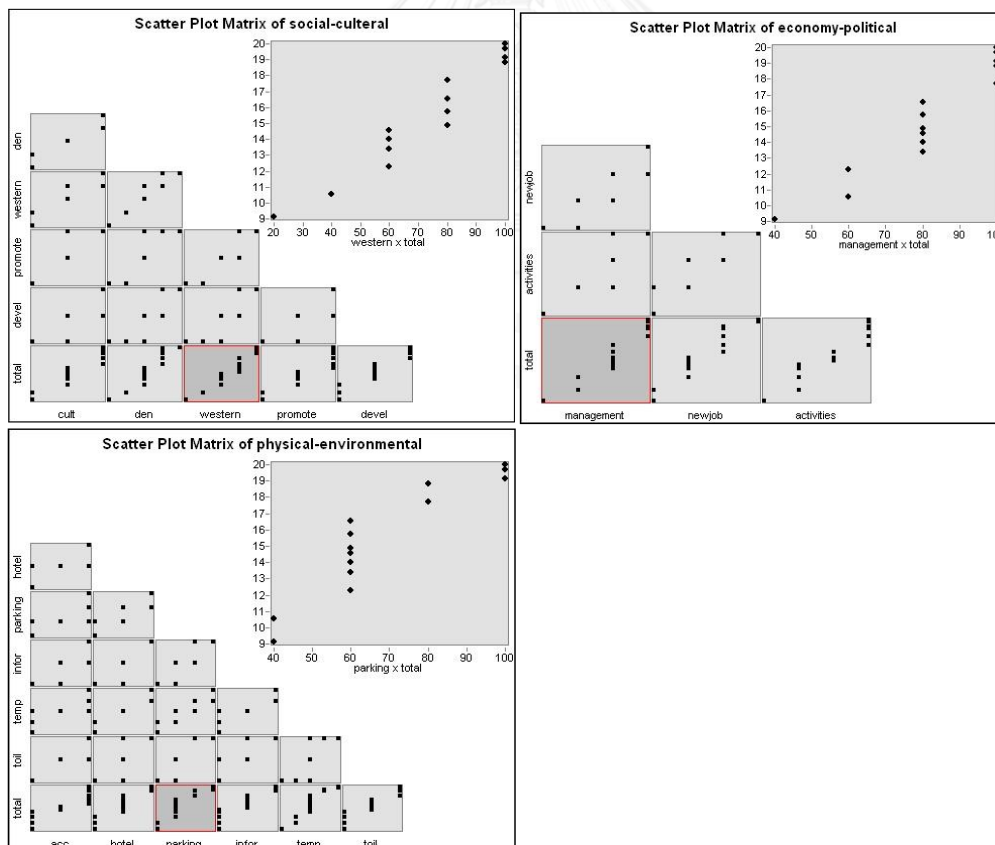 Scatter Plot Matrix of social-culteral
20
19
18
17
16
15
14
13
12
11
10
9
20 30 40 50 60 70 80 90 100
western x total
den
western
promote
devel
total
cult den western promote devel
Scatter Plot Matrix of economy-political
20
19
18
17
16
15
14
13
12
11
10
9
40 50 60 70 80 90
management x total
newjob
activities
total
management newjob activities
Scatter Plot Matrix of physical-environmental
20
19
18
17
16
15
14
13
12
11
10
9
40 50 60 70 80 90 100
parking x total
hotel
parking
infor
temp
toil
total
acc hotel parking infor temp toil